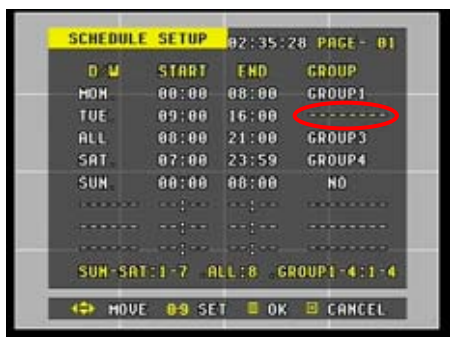 SCHEDULE SETUP 02:35:28 PAGE- 01
D/W START END GROUP
MON. 00:00 08:00 GROUP1
TUE. 09:00 16:00 --------
ALL 08:00 21:00 GROUP3
SAT. 07:00 23:59 GROUP4
SUN. 00:00 08:00 NO
-------- --:-- --:-- --------
-------- --:-- --:-- --------
-------- --:-- --:-- --------
SUN-SAT:1-7 ALL:8 GROUP1-4:1-4
MOVE 0-9 SET OK CANCEL